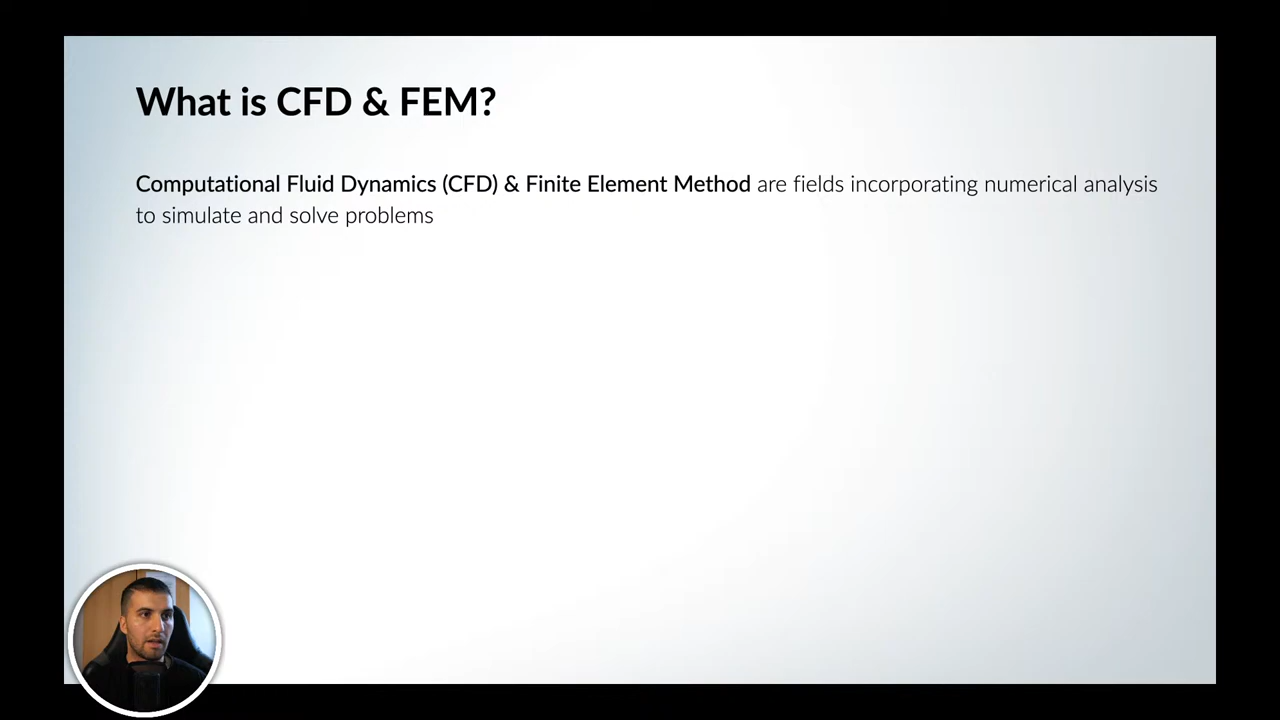 What is CFD & FEM?
Computational Fluid Dynamics (CFD) & Finite Element Method are fields incorporating numerical analysis
to simulate and solve problems